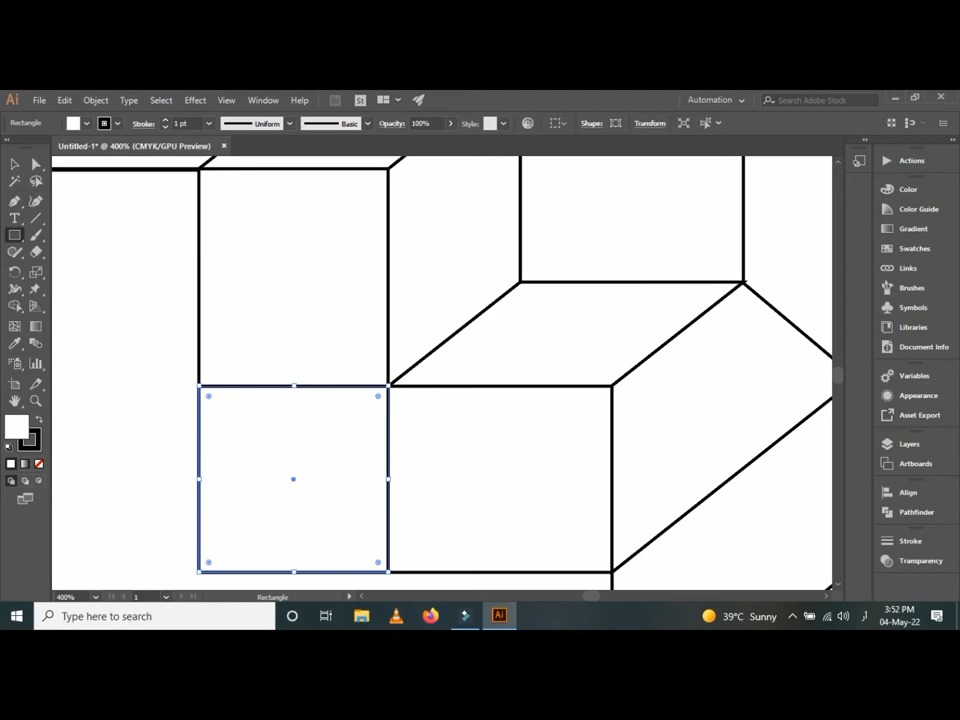 Ai File Edit Object Type Select Effect View Window Help Br St Automation Search Adobe Stock
Rectangle Stroke: 1 pt Uniform Basic Opacity: 100% Style: Shape: Transform
Untitled-1* @ 400% (CMYK/GPU Preview)
Actions
Color
Color Guide
Gradient
Swatches
Links
Brushes
Symbols
Libraries
Document Info
Variables
Appearance
Asset Export
Layers
Artboards
Align
Pathfinder
Stroke
Transparency
400% 1 Rectangle
Type here to search Ai 39°C Sunny 3:52 PM
04-May-22